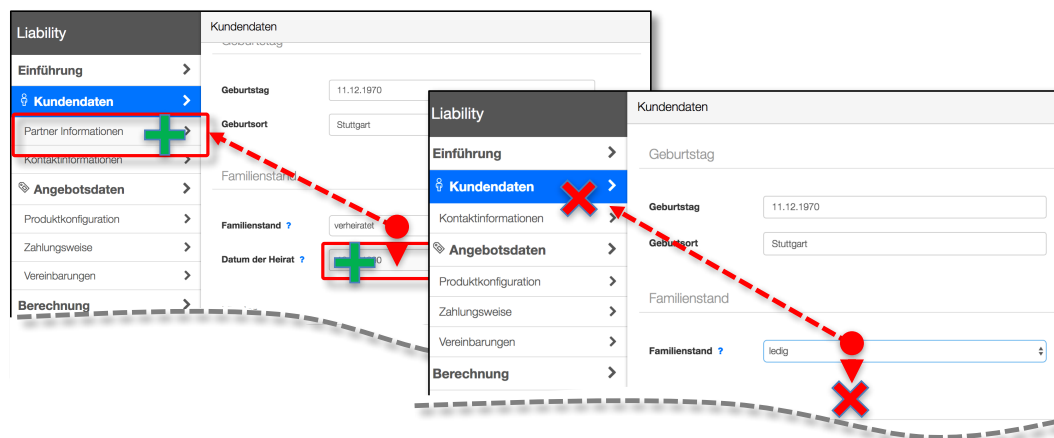 Liability
Kundendaten
Geburtstag
Einführung
Kundendaten
Geburtstag
11.12.1970
Partner Informationen
Geburtsort
Stuttgart
Kontaktinformationen
Familienstand
Angebotsdaten
Produktkonfiguration
Familienstand ?
verheiratet
Zahlungsweise
Datum der Heirat ?
Vereinbarungen
Berechnung
Liability
Kundendaten
Einführung
Geburtstag
Kundendaten
Geburtstag
11.12.1970
Kontaktinformationen
Geburtsort
Stuttgart
Angebotsdaten
Produktkonfiguration
Familienstand
Zahlungsweise
Vereinbarungen
Familienstand ?
ledig
Berechnung